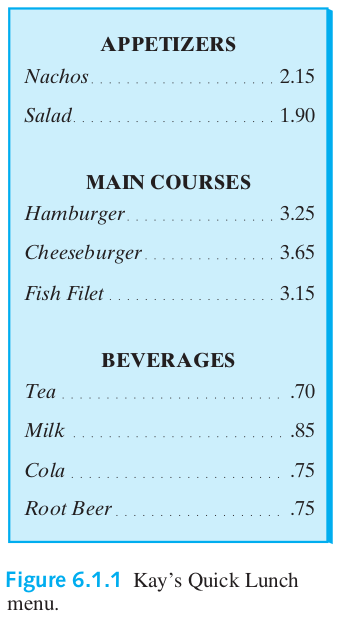 APPETIZERS
Nachos . . . . . . . . . . . . . . . . . . . . . . . 2.15
Salad. . . . . . . . . . . . . . . . . . . . . . . . . 1.90
MAIN COURSES
Hamburger. . . . . . . . . . . . . . . . . . 3.25
Cheeseburger. . . . . . . . . . . . . . . . 3.65
Fish Filet . . . . . . . . . . . . . . . . . . . . 3.15
BEVERAGES
Tea . . . . . . . . . . . . . . . . . . . . . . . . . . .70
Milk . . . . . . . . . . . . . . . . . . . . . . . . . .85
Cola . . . . . . . . . . . . . . . . . . . . . . . . . .75
Root Beer . . . . . . . . . . . . . . . . . . . . .75
Figure 6.1.1 Kay’s Quick Lunch
menu.